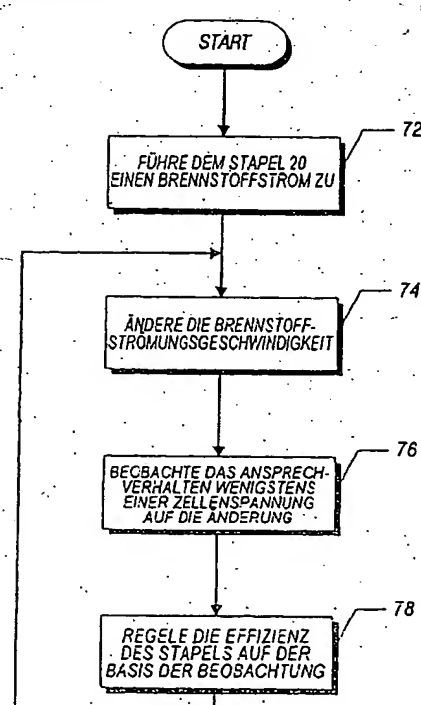 START
72
FÜHRE DEM STAPEL 20
EINEN BRENNSTOFFSTROM ZU
74
ÄNDERE DIE BRENNSTOFF-
STRÖMUNGSGESCHWINDIGKEIT
76
BEOBACHTE DAS ANSPRECH-
VERHALTEN WENIGSTENS
EINER ZELLENSPANNUNG
AUF DIE ÄNDERUNG
78
REGELE DIE EFFIZIENZ
DES STAPELS AUF DER
BASIS DER BEOBACHTUNG